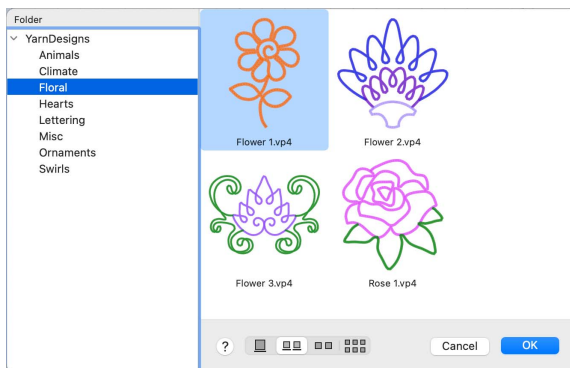 Folder
YarnDesigns
Animals
Climate
Floral
Hearts
Lettering
Misc
Ornaments
Swirls
Flower 1.vp4
Flower 2.vp4
Flower 3.vp4
Rose 1.vp4
?
Cancel
OK